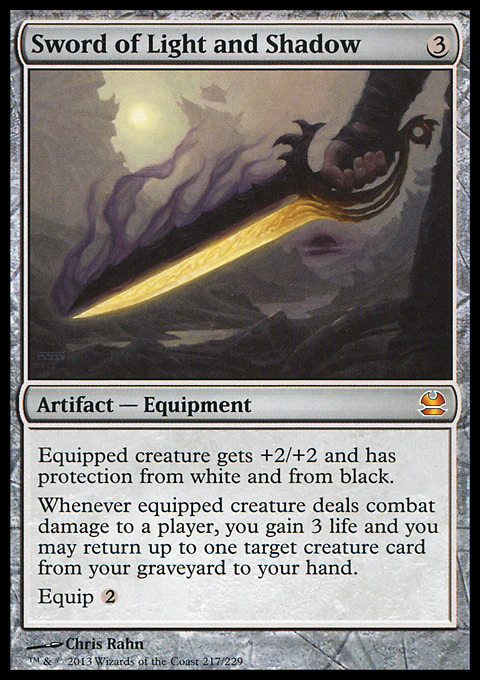 Sword of Light and Shadow 3
Artifact — Equipment
Equipped creature gets +2/+2 and has
protection from white and from black.
Whenever equipped creature deals combat
damage to a player, you gain 3 life and you
may return up to one target creature card
from your graveyard to your hand.
Equip 2
Chris Rahn
™ & © 2013 Wizards of the Coast 217/229